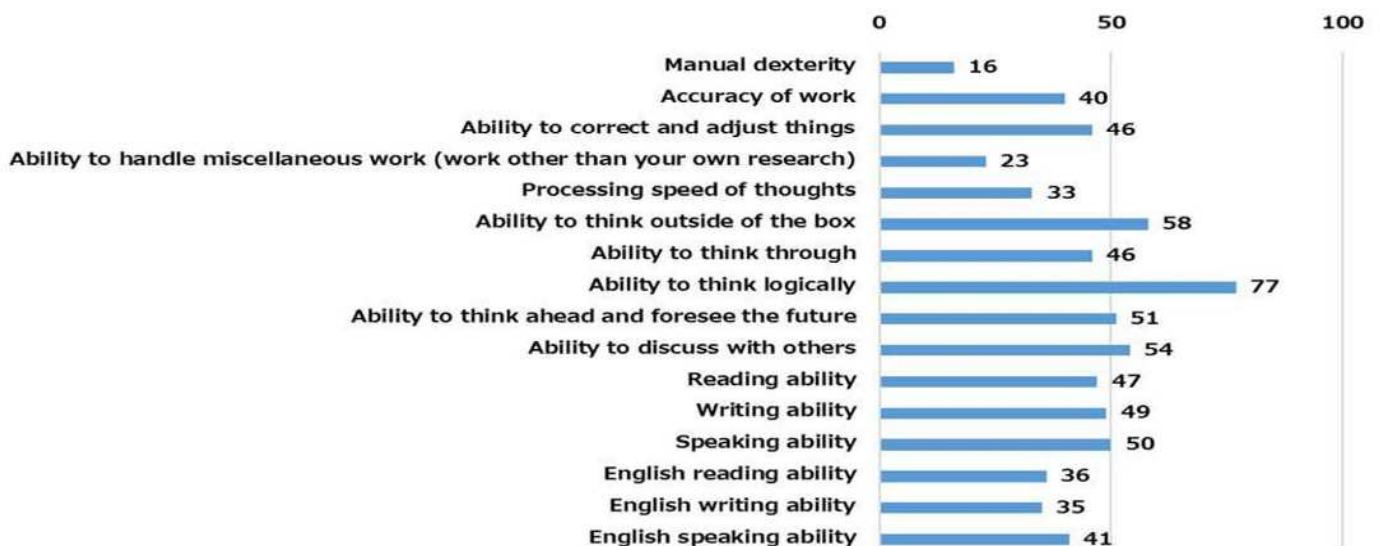 0 50 100
Manual dexterity 16
Accuracy of work 40
Ability to correct and adjust things 46
Ability to handle miscellaneous work (work other than your own research) 23
Processing speed of thoughts 33
Ability to think outside of the box 58
Ability to think through 46
Ability to think logically 77
Ability to think ahead and foresee the future 51
Ability to discuss with others 54
Reading ability 47
Writing ability 49
Speaking ability 50
English reading ability 36
English writing ability 35
English speaking ability 41